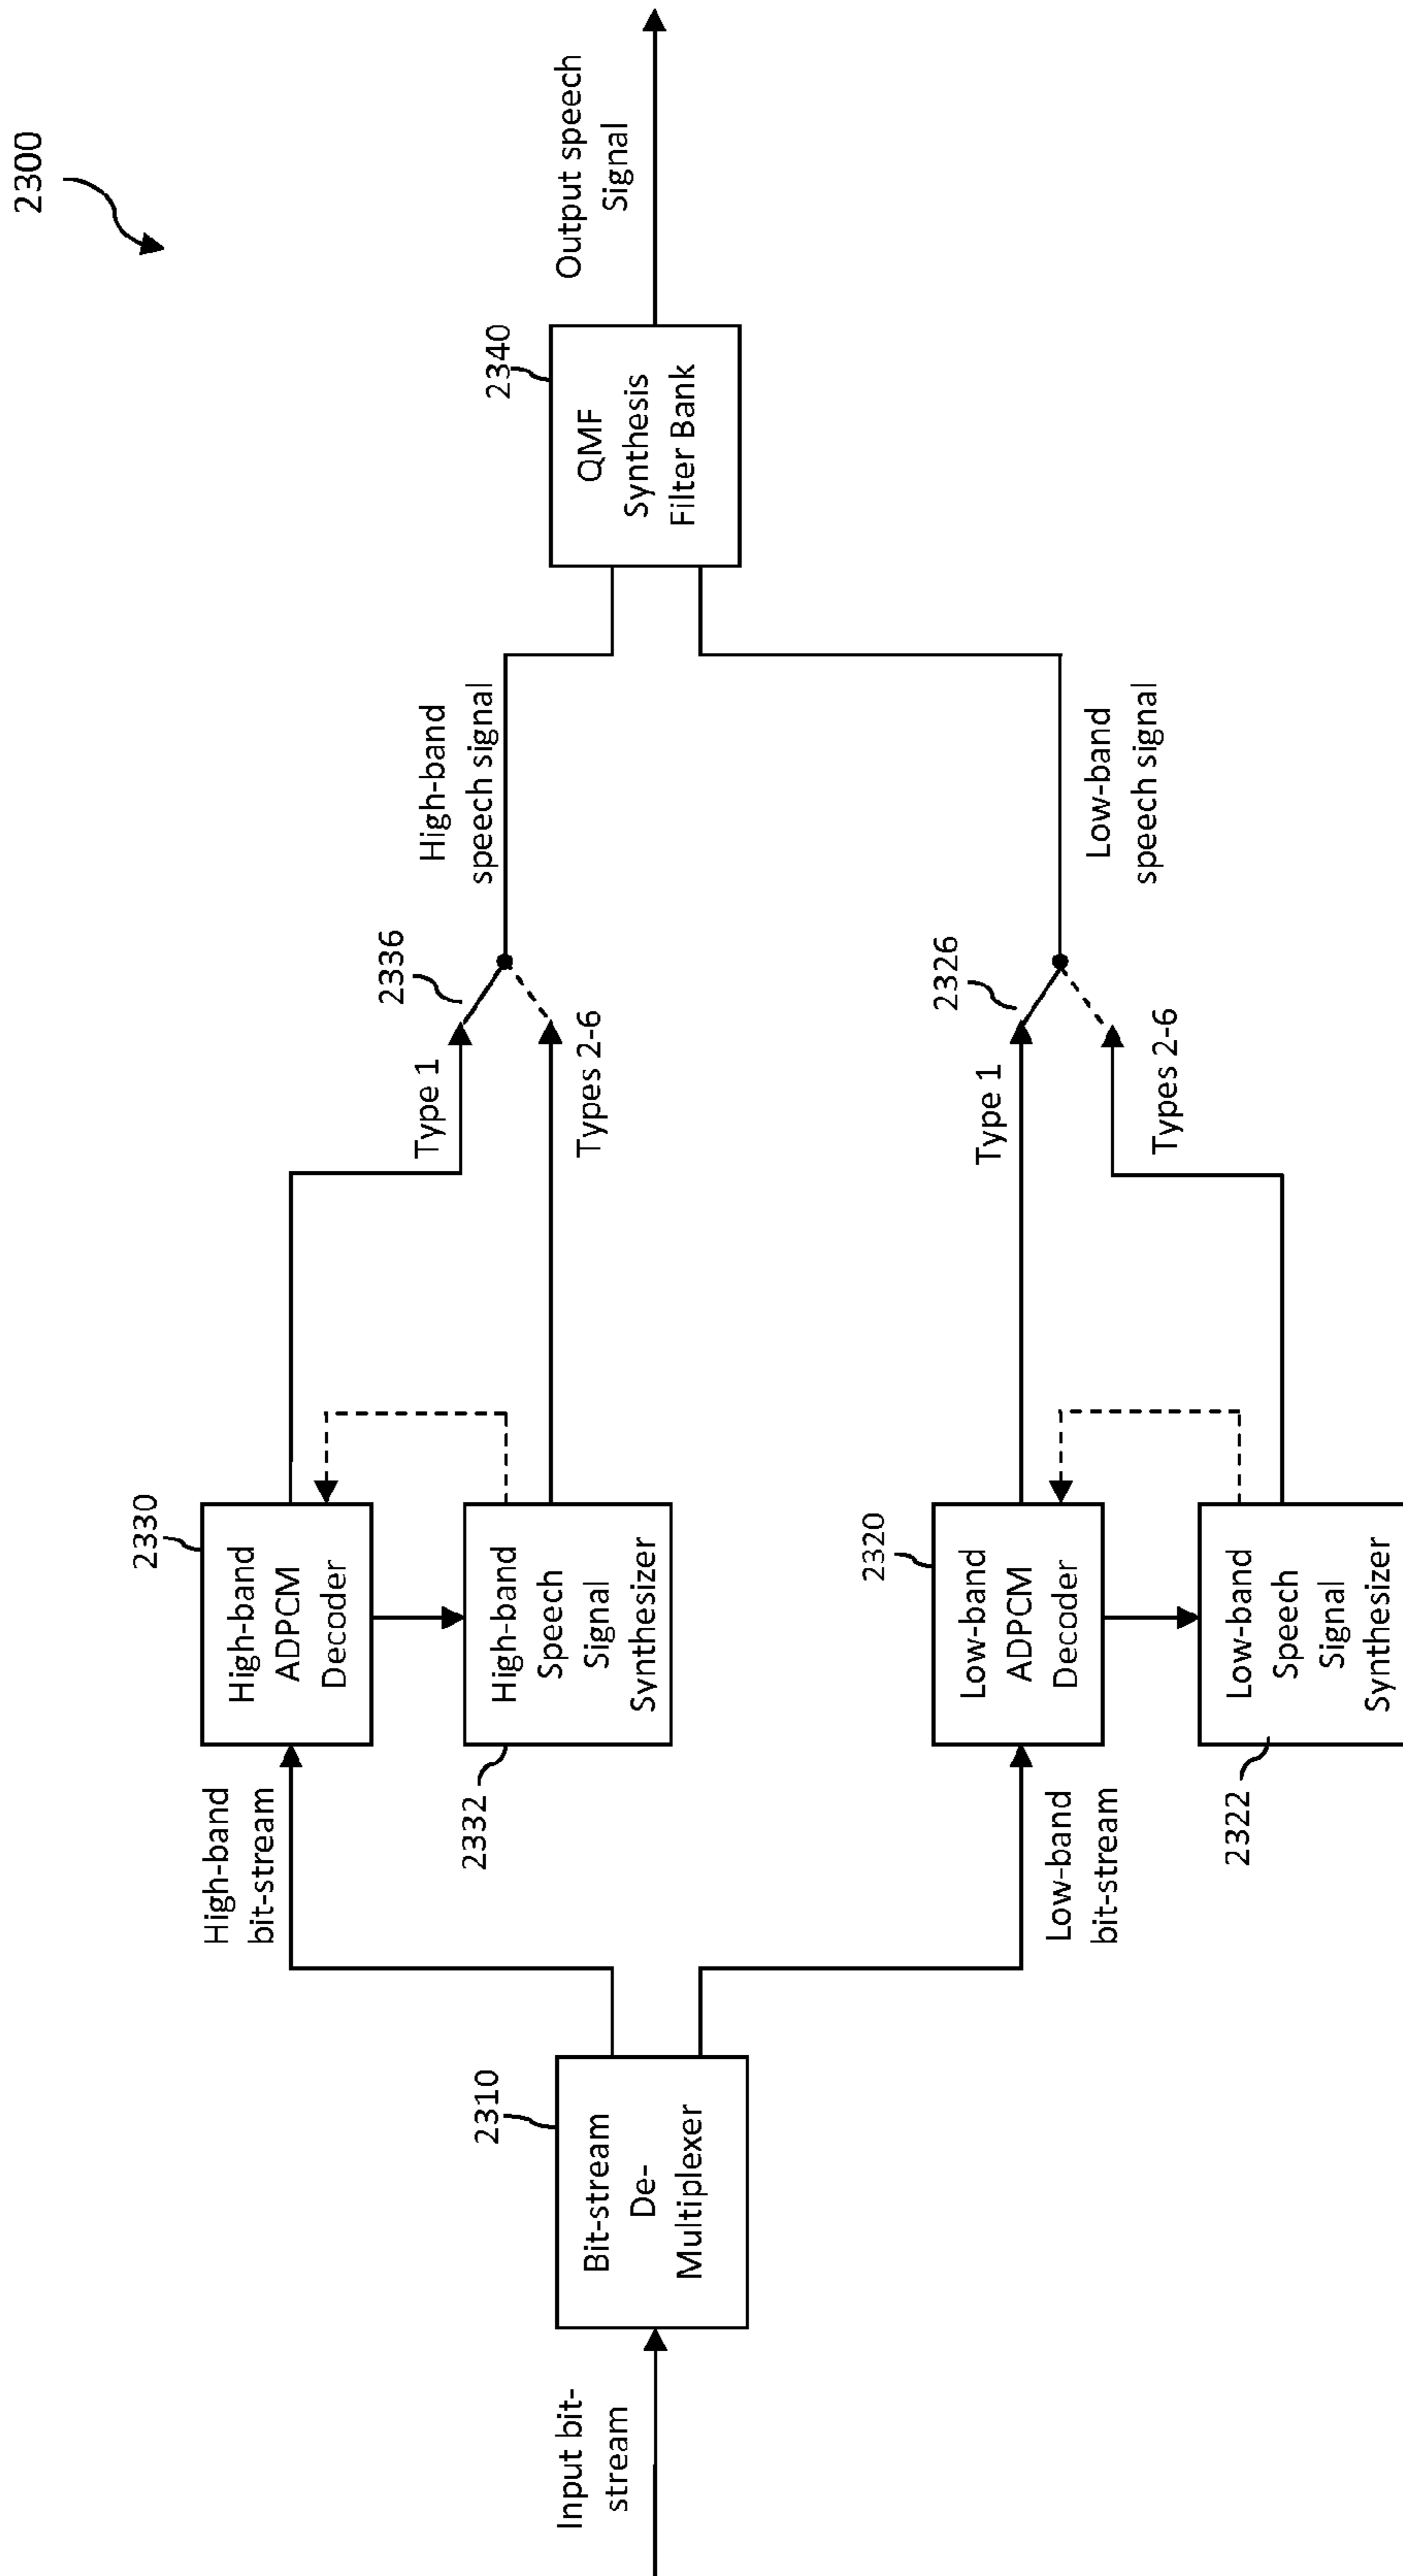 2300
Input bit-
stream
2310
Bit-stream
De-
Multiplexer
High-band
bit-stream
2330
High-band
ADPCM
Decoder
2332
High-band
Speech
Signal
Synthesizer
Type 1
2336
Types 2-6
High-band
speech signal
Low-band
bit-stream
2320
Low-band
ADPCM
Decoder
2322
Low-band
Speech
Signal
Synthesizer
Type 1
2326
Types 2-6
Low-band
speech signal
2340
QMF
Synthesis
Filter Bank
Output speech
Signal